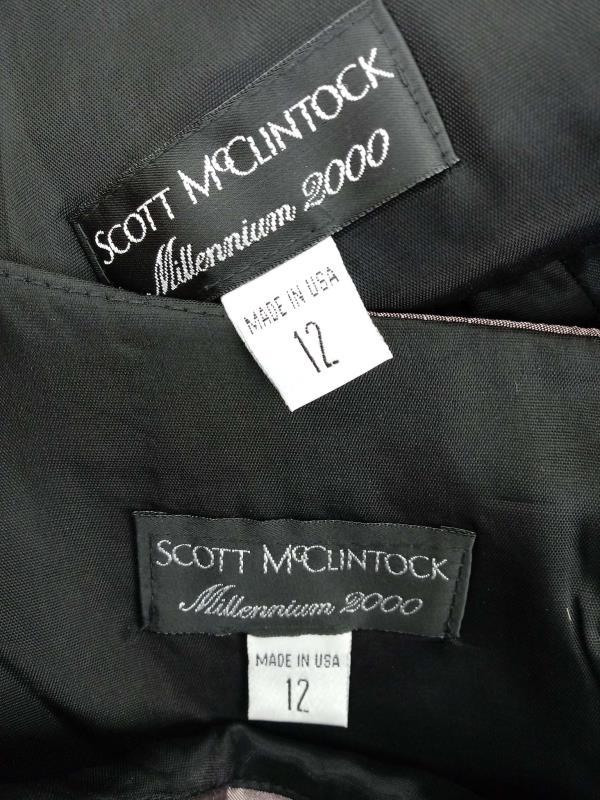 SCOTT McCLINTOCK
Millennium 2000
MADE IN USA
12
SCOTT McCLINTOCK
Millennium 2000
MADE IN USA
12